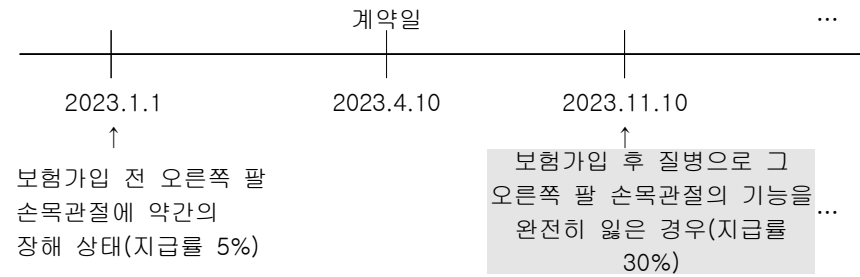 계약일
…
2023.1.1
2023.4.10
2023.11.10
↑
↑
보험가입 전 오른쪽 팔
손목관절에 약간의
장해 상태(지급률 5%)
보험가입 후 질병으로 그
오른쪽 팔 손목관절의 기능을
완전히 잃은 경우(지급률
30%)
…